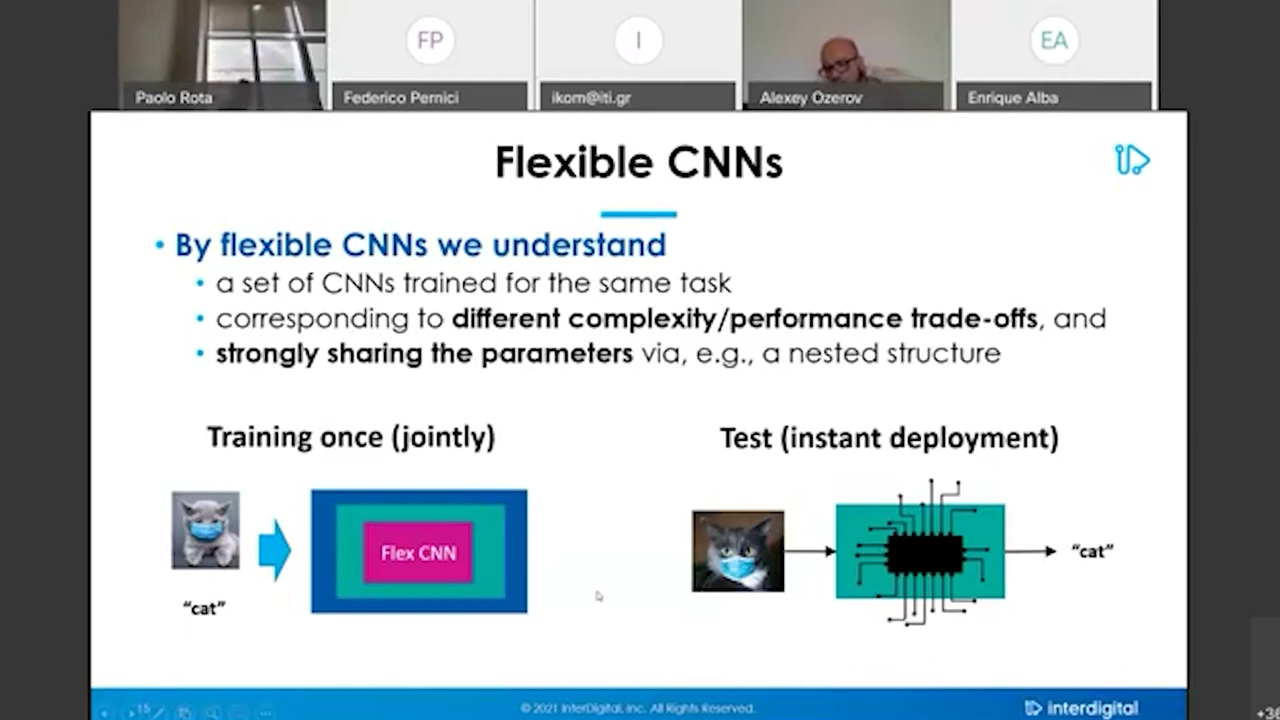 FP
I
EA
Paolo Rota
Federico Pernici
ikom@iti.gr
Alexey Ozerov
Enrique Alba
Flexible CNNs
• By flexible CNNs we understand
• a set of CNNs trained for the same task
• corresponding to different complexity/performance trade-offs, and
• strongly sharing the parameters via, e.g., a nested structure
Training once (jointly)
Test (instant deployment)
Flex CNN
"cat"
"cat"
15
© 2021 InterDigital, Inc. All Rights Reserved.
interdigital